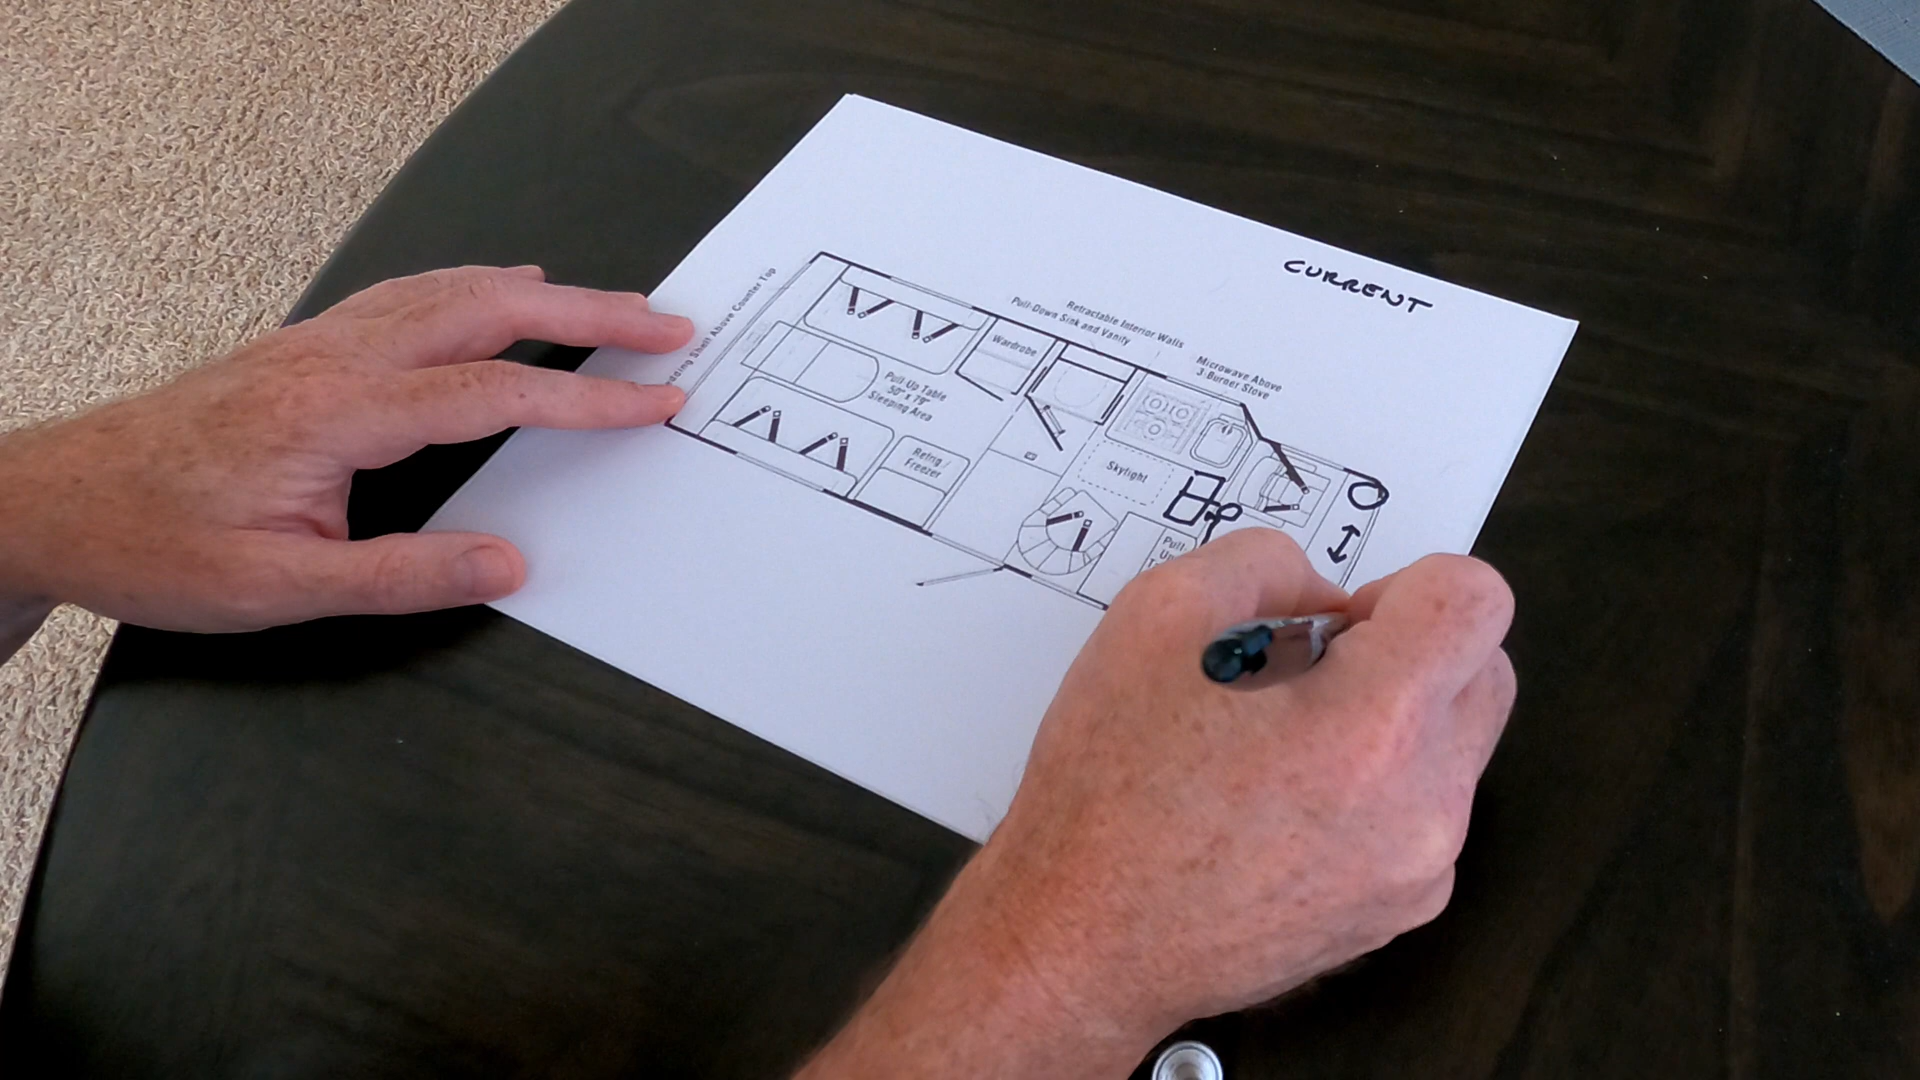 CURRENT
Retractable Interior Walls
Pull-Down Sink and Vanity
Microwave Above
3-Burner Stove
Shelf Above Counter Top
Wardrobe
Pull-Up Table
50" x 79"
Sleeping Area
Refrig./
Freezer
Skylight
Pull-